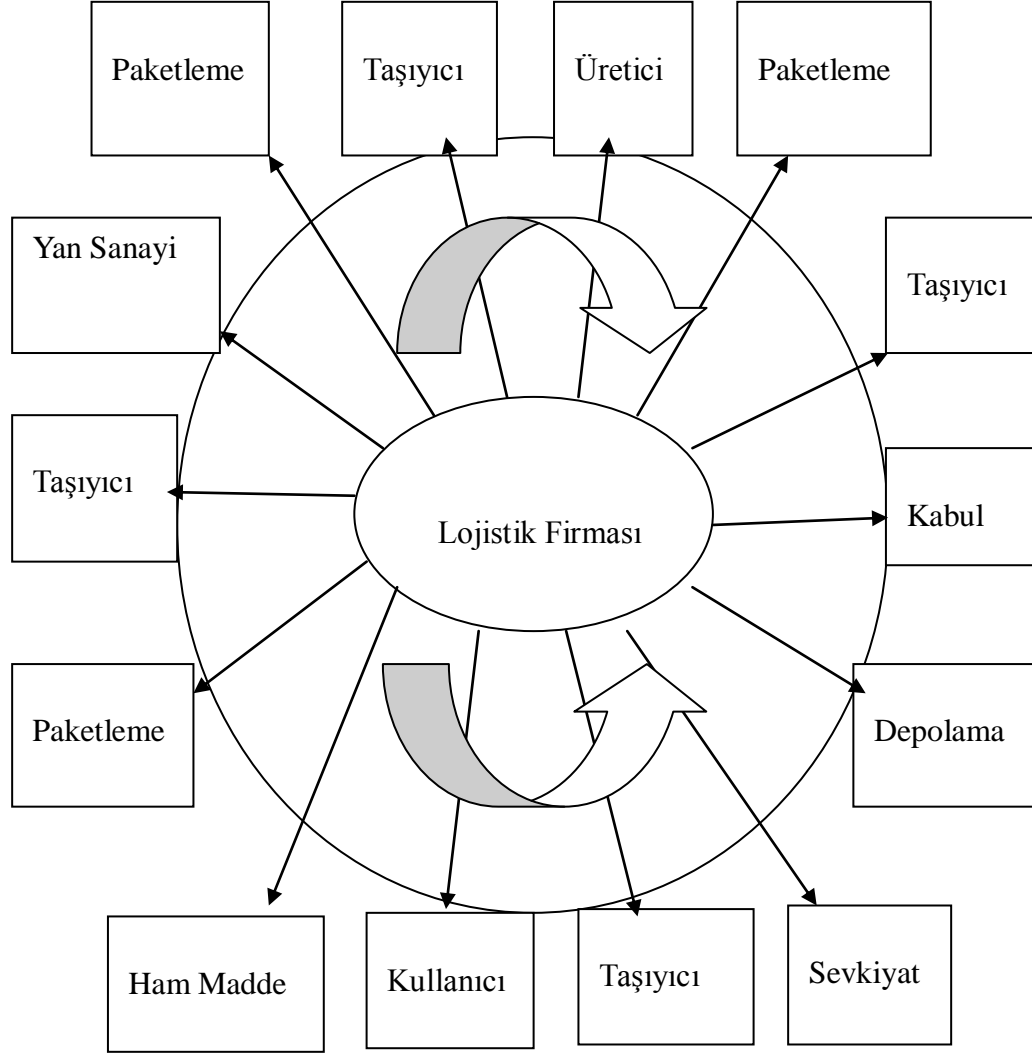 Paketleme
Taşıyıcı
Üretici
Paketleme
Yan Sanayi
Taşıyıcı
Taşıyıcı
Kabul
Lojistik Firması
Paketleme
Depolama
Ham Madde
Kullanıcı
Taşıyıcı
Sevkiyat